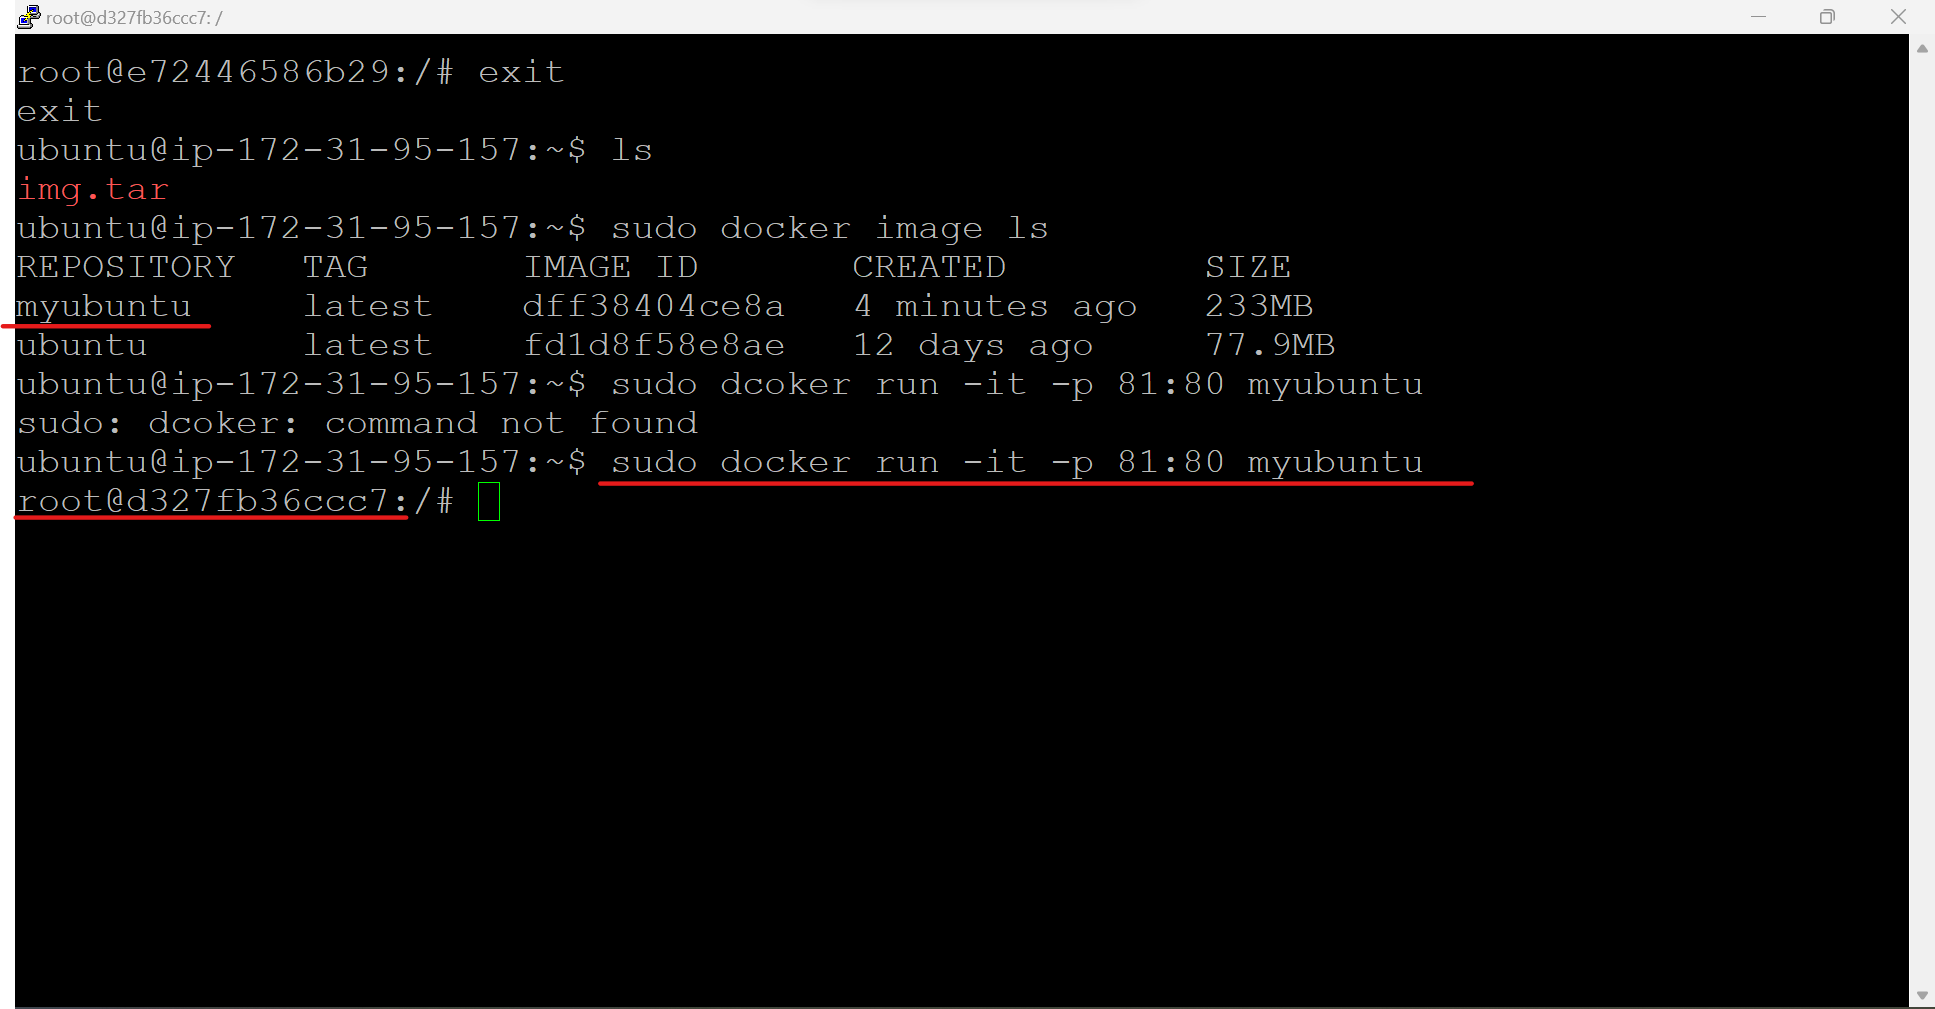 root@d327fb36ccc7: /
root@e72446586b29:/# exit
exit
ubuntu@ip-172-31-95-157:~$ ls
img.tar
ubuntu@ip-172-31-95-157:~$ sudo docker image ls
REPOSITORY   TAG       IMAGE ID       CREATED         SIZE
myubuntu     latest    dff38404ce8a   4 minutes ago   233MB
ubuntu       latest    fd1d8f58e8ae   12 days ago     77.9MB
ubuntu@ip-172-31-95-157:~$ sudo dcoker run -it -p 81:80 myubuntu
sudo: dcoker: command not found
ubuntu@ip-172-31-95-157:~$ sudo docker run -it -p 81:80 myubuntu
root@d327fb36ccc7:/#